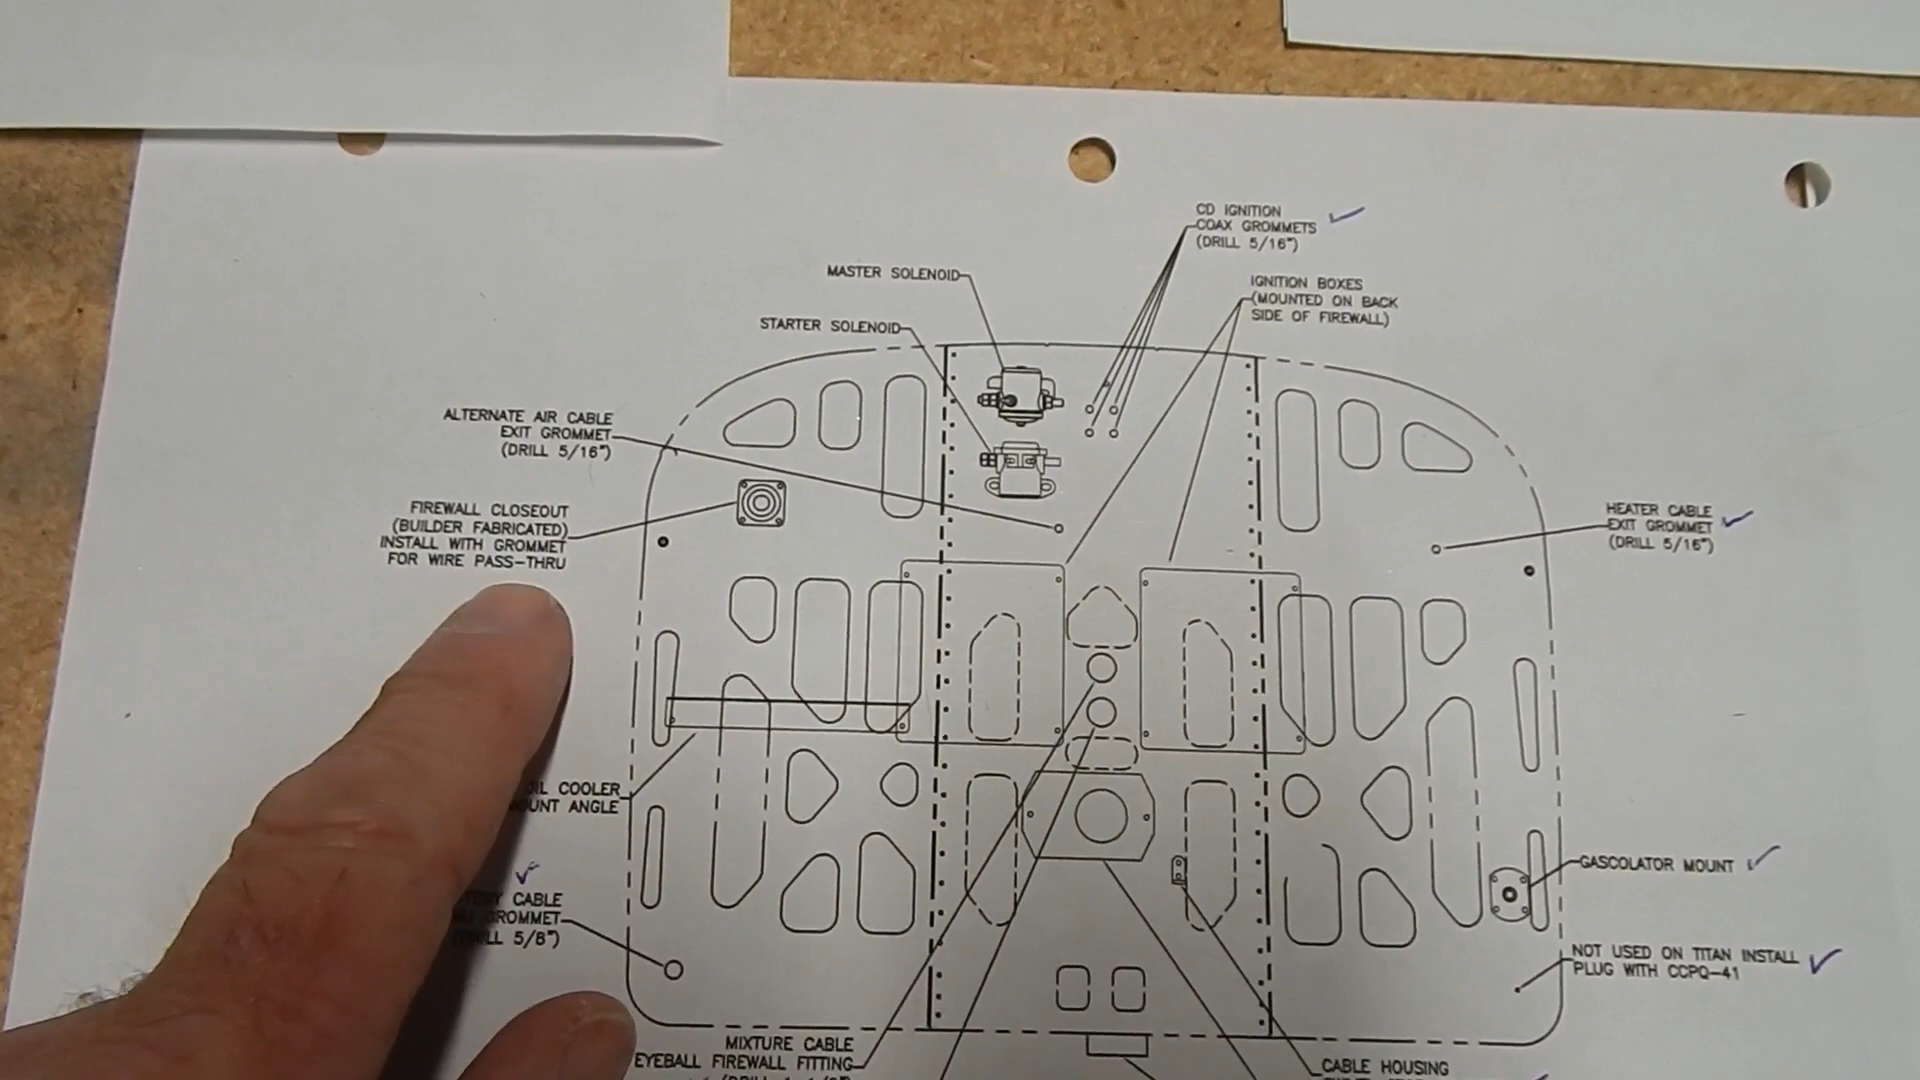 CD IGNITION
COAX GROMMETS
(DRILL 5/16")
MASTER SOLENOID
IGNITION BOXES
(MOUNTED ON BACK
SIDE OF FIREWALL)
STARTER SOLENOID
ALTERNATE AIR CABLE
EXIT GROMMET
(DRILL 5/16")
FIREWALL CLOSEOUT
(BUILDER FABRICATED)
INSTALL WITH GROMMET
FOR WIRE PASS-THRU
HEATER CABLE
EXIT GROMMET
(DRILL 5/16")
OIL COOLER
MOUNT ANGLE
GASCOLATOR MOUNT
CABLE
GROMMET
5/8")
NOT USED ON TITAN INSTALL
PLUG WITH CCPQ-41
MIXTURE CABLE
EYEBALL FIREWALL FITTING
CABLE HOUSING